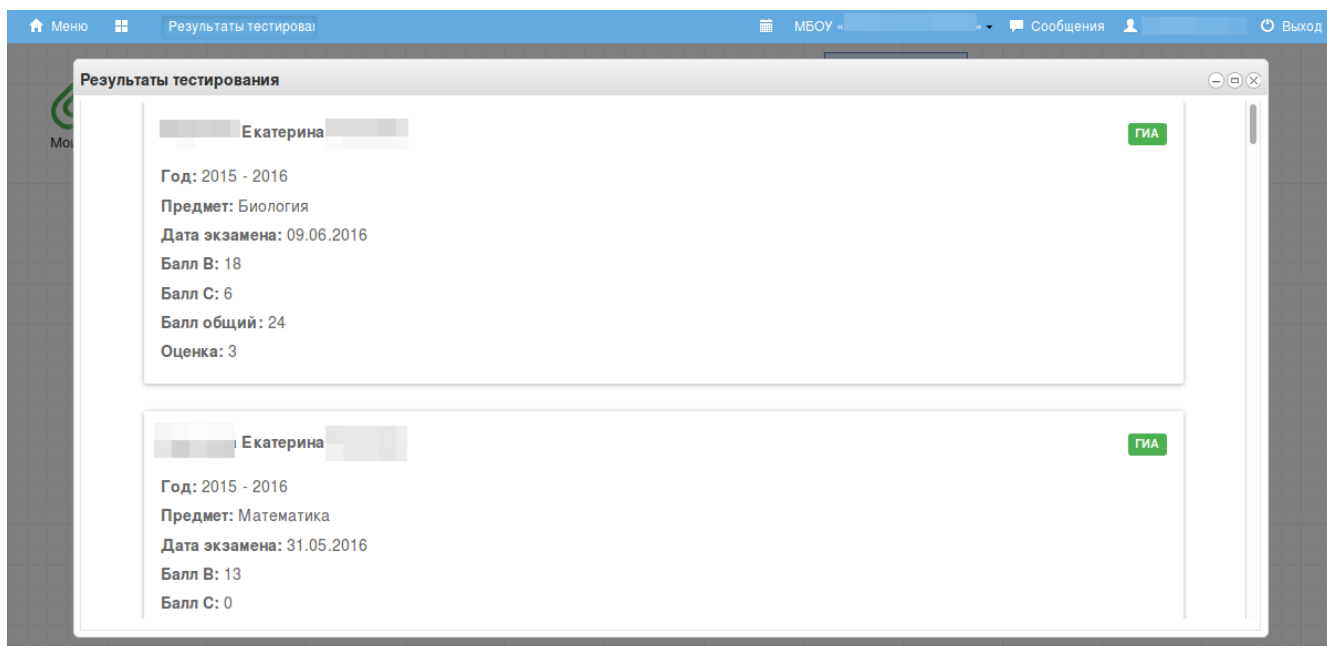 Меню Результаты тестирова МБОУ « » Сообщения Выход
Результаты тестирования
Екатерина ГИА
Год: 2015 - 2016
Предмет: Биология
Дата экзамена: 09.06.2016
Балл B: 18
Балл C: 6
Балл общий: 24
Оценка: 3
Екатерина ГИА
Год: 2015 - 2016
Предмет: Математика
Дата экзамена: 31.05.2016
Балл B: 13
Балл C: 0